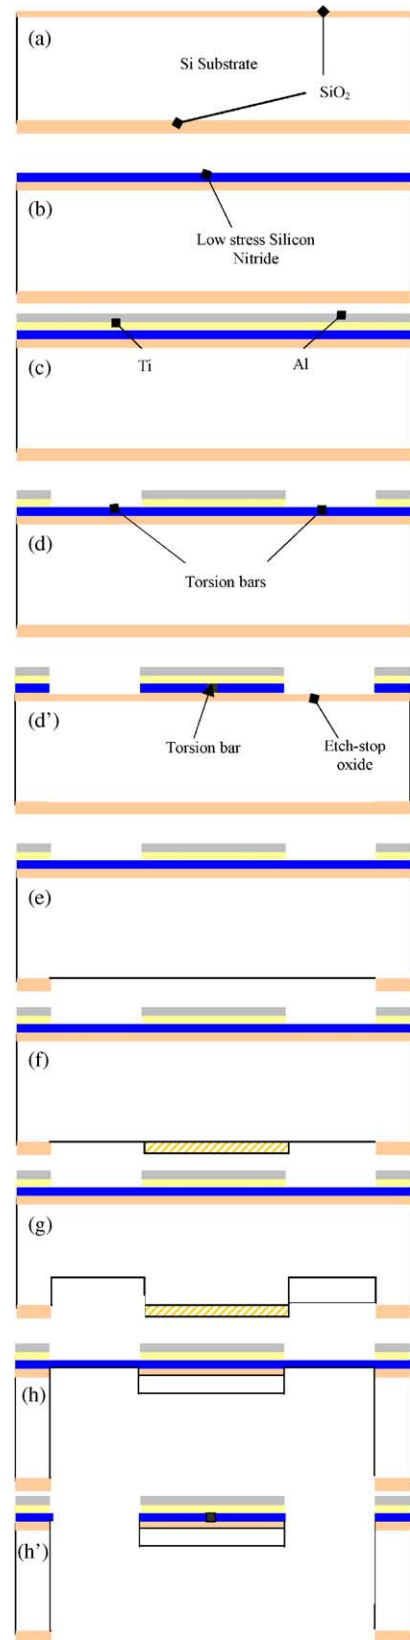 (a)
Si Substrate
SiO₂
(b)
Low stress Silicon
Nitride
(c)
Ti
Al
(d)
Torsion bars
(d')
Torsion bar
Etch-stop
oxide
(e)
(f)
(g)
(h)
(h')